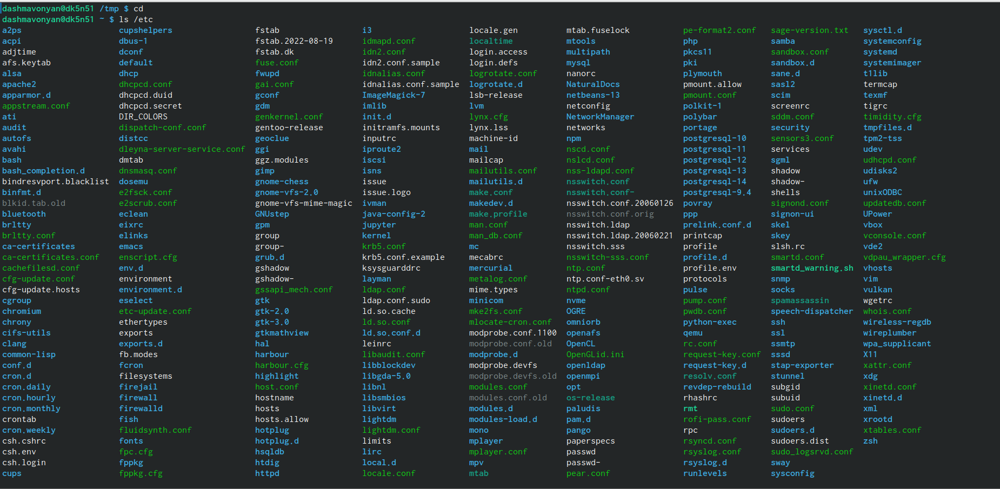 dashmavonyan@dk5n51 /tmp $ cd
dashmavonyan@dk5n51 ~ $ ls /etc
a2ps cupshelpers fstab i3 locale.gen mtab.fuselock pe-format2.conf sage-version.txt sysctl.d
acpi dbus-1 fstab.2022-08-19 idmapd.conf localtime mtools php samba systemconfig
adjtime dconf fstab.dk idn2.conf login.access multipath pkcs11 sandbox.conf systemd
afs.keytab default fuse.conf idn2.conf.sample login.defs mysql pki sandbox.d systemimager
alsa dhcp fwupd idnalias.conf logrotate.conf nanorc plymouth sane.d t1lib
apache2 dhcpcd.conf gai.conf idnalias.conf.sample logrotate.d NaturalDocs pmount.allow sasl2 termcap
apparmor.d dhcpcd.duid gconf ImageMagick-7 lsb-release netbeans-13 pmount.conf scim texmf
appstream.conf dhcpcd.secret gdm imlib lvm netconfig polkit-1 screenrc tigrc
ati DIR_COLORS genkernel.conf init.d lynx.cfg NetworkManager polybar sddm.conf timidity.cfg
audit dispatch-conf.conf gentoo-release initramfs.mounts lynx.lss networks portage security tmpfiles.d
autofs distcc geoclue inputrc machine-id npm postgresql-10 sensors3.conf tpm2-tss
avahi dleyna-server-service.conf ggi iproute2 mail nscd.conf postgresql-11 services udev
bash dmtab ggz.modules iscsi mailcap nslcd.conf postgresql-12 sgml udhcpd.conf
bash_completion.d dnsmasq.conf gimp isns mailutils.conf nss-ldapd.conf postgresql-13 shadow udisks2
bindresvport.blacklist dosemu gnome-chess issue mailutils.d nsswitch.conf postgresql-14 shadow- ufw
binfmt.d e2fsck.conf gnome-vfs-2.0 issue.logo make.conf nsswitch.conf- postgresql-9.4 shells unixODBC
blkid.tab.old e2scrub.conf gnome-vfs-mime-magic ivman makedev.d nsswitch.conf.20060126 povray signond.conf updatedb.conf
bluetooth eclean GNUstep java-config-2 make.profile nsswitch.conf.orig ppp signon-ui UPower
brltty eixrc gpm jupyter man.conf nsswitch.ldap prelink.conf.d skel vbox
brltty.conf elinks group kernel man_db.conf nsswitch.ldap.20060221 printcap skey vconsole.conf
ca-certificates emacs group- krb5.conf mc nsswitch.sss profile slsh.rc vde2
ca-certificates.conf enscript.cfg grub.d krb5.conf.example mecabrc nsswitch-sss.conf profile.d smartd.conf vdpau_wrapper.cfg
cachefilesd.conf env.d gshadow ksysguarddrc mercurial ntp.conf profile.env smartd_warning.sh vhosts
cfg-update.conf environment gshadow- layman metalog.conf ntp.conf-eth0.sv protocols snmp vim
cfg-update.hosts environment.d gssapi_mech.conf ldap.conf mime.types ntpd.conf pulse socks vulkan
cgroup eselect gtk ldap.conf.sudo minicom nvme pump.conf spamassassin wgetrc
chromium etc-update.conf gtk-2.0 ld.so.cache mke2fs.conf OGRE pwdb.conf speech-dispatcher whois.conf
chrony ethertypes gtk-3.0 ld.so.conf mlocate-cron.conf omniorb python-exec ssh wireless-regdb
cifs-utils exports gtkmathview ld.so.conf.d modprobe.conf.1100 openafs qemu ssl wireplumber
clang exports.d hal leinrc modprobe.conf.old OpenCL rc.conf ssmtp wpa_supplicant
common-lisp fb.modes harbour libaudit.conf modprobe.d OpenGLid.ini request-key.conf sssd X11
conf.d fcron harbour.cfg libblockdev modprobe.devfs openldap request-key.d stap-exporter xattr.conf
cron.d filesystems highlight libgda-5.0 modprobe.devfs.old openmpi resolv.conf stunnel xdg
cron.daily firejail host.conf libnl modules.conf opt revdep-rebuild subgid xinetd.conf
cron.hourly firewall hostname libsmbios modules.conf.old os-release rhashrc subuid xinetd.d
cron.monthly firewalld hosts libvirt modules.d paludis rmt sudo.conf xml
crontab fish hosts.allow lightdm modules-load.d pam.d rofi-pass.conf sudoers xrootd
cron.weekly fluidsynth.conf hotplug lightdm.conf mono pango rpc sudoers.d xtables.conf
csh.cshrc fonts hotplug.d limits mplayer paperspecs rsyncd.conf sudoers.dist zsh
csh.env fpc.cfg hsqldb lirc mplayer.conf passwd rsyslog.conf sudo_logsrvd.conf
csh.login fppkg htdig local.d mpv passwd- rsyslog.d sway
cups fppkg.cfg httpd locale.conf mtab pear.conf runlevels sysconfig